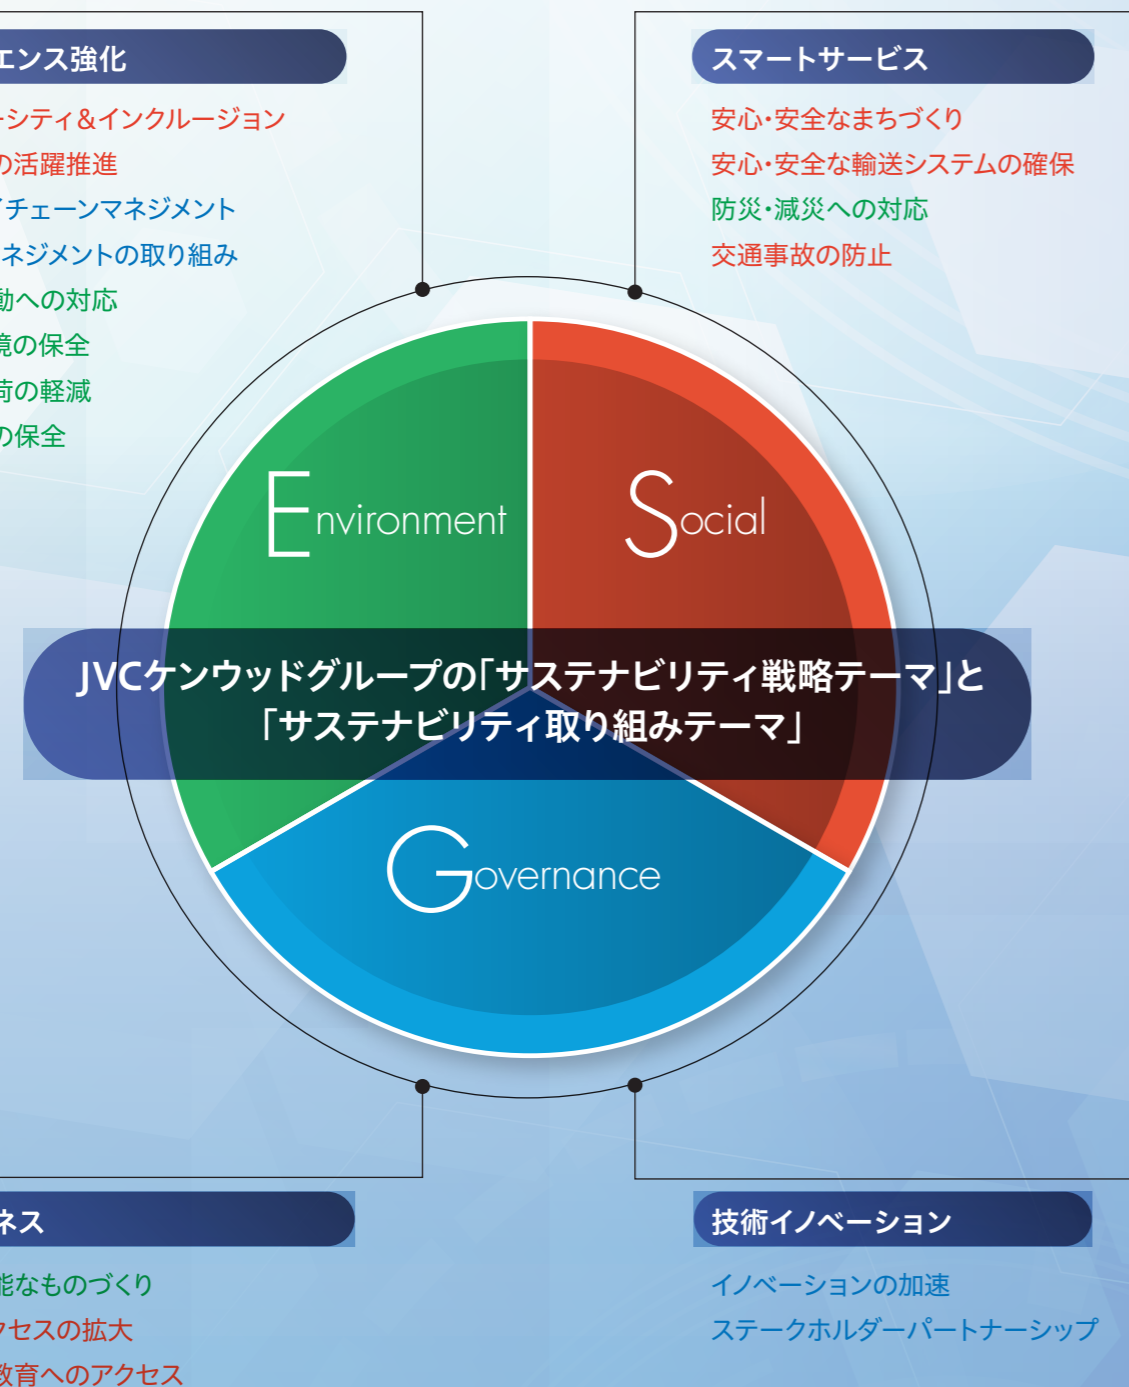 エンス強化
ーシティ＆インクルージョン
の活躍推進
イチェーンマネジメント
ネジメントの取り組み
動への対応
境の保全
荷の軽減
の保全
スマートサービス
安心・安全なまちづくり
安心・安全な輸送システムの確保
防災・減災への対応
交通事故の防止
Environment
Social
JVCケンウッドグループの「サステナビリティ戦略テーマ」と
「サステナビリティ取り組みテーマ」
Governance
ネス
能なものづくり
クセスの拡大
教育へのアクセス
技術イノベーション
イノベーションの加速
ステークホルダーパートナーシップ